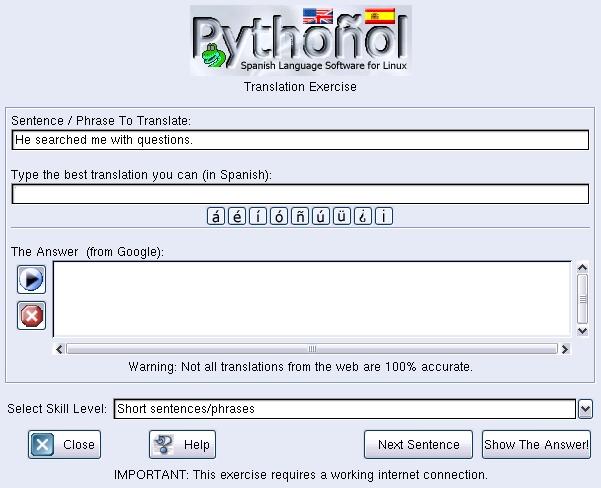 Pythoñol
Spanish Language Software for Linux
Translation Exercise
Sentence / Phrase To Translate:
He searched me with questions.
Type the best translation you can (in Spanish):
á é í ó ñ ú ü ¿ ¡
The Answer (from Google):
Warning: Not all translations from the web are 100% accurate.
Select Skill Level: Short sentences/phrases
Close Help Next Sentence Show The Answer!
IMPORTANT: This exercise requires a working internet connection.